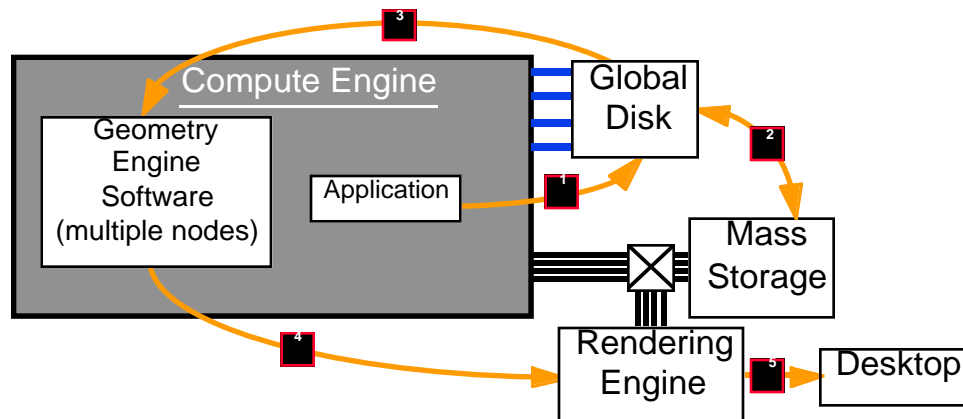 3
Compute Engine
Global
Disk
Geometry
Engine
Software
(multiple nodes)
2
Application
1
Mass
Storage
4
Rendering
Engine
5
Desktop